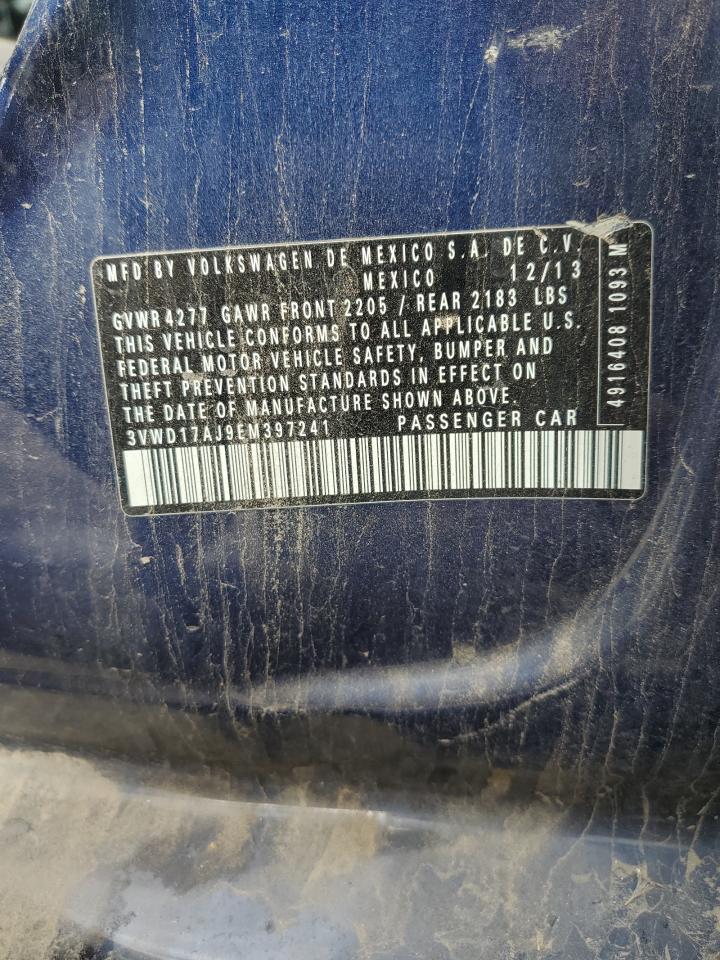 MFD BY VOLKSWAGEN DE MEXICO S.A. DE C.V.
MEXICO 12/13
GVWR 4277 GAWR FRONT 2205 / REAR 2183 LBS
THIS VEHICLE CONFORMS TO ALL APPLICABLE U.S.
FEDERAL MOTOR VEHICLE SAFETY, BUMPER AND
THEFT PREVENTION STANDARDS IN EFFECT ON
THE DATE OF MANUFACTURE SHOWN ABOVE.
3VWD17AJ9EM397241 PASSENGER CAR
4916408 1093 M